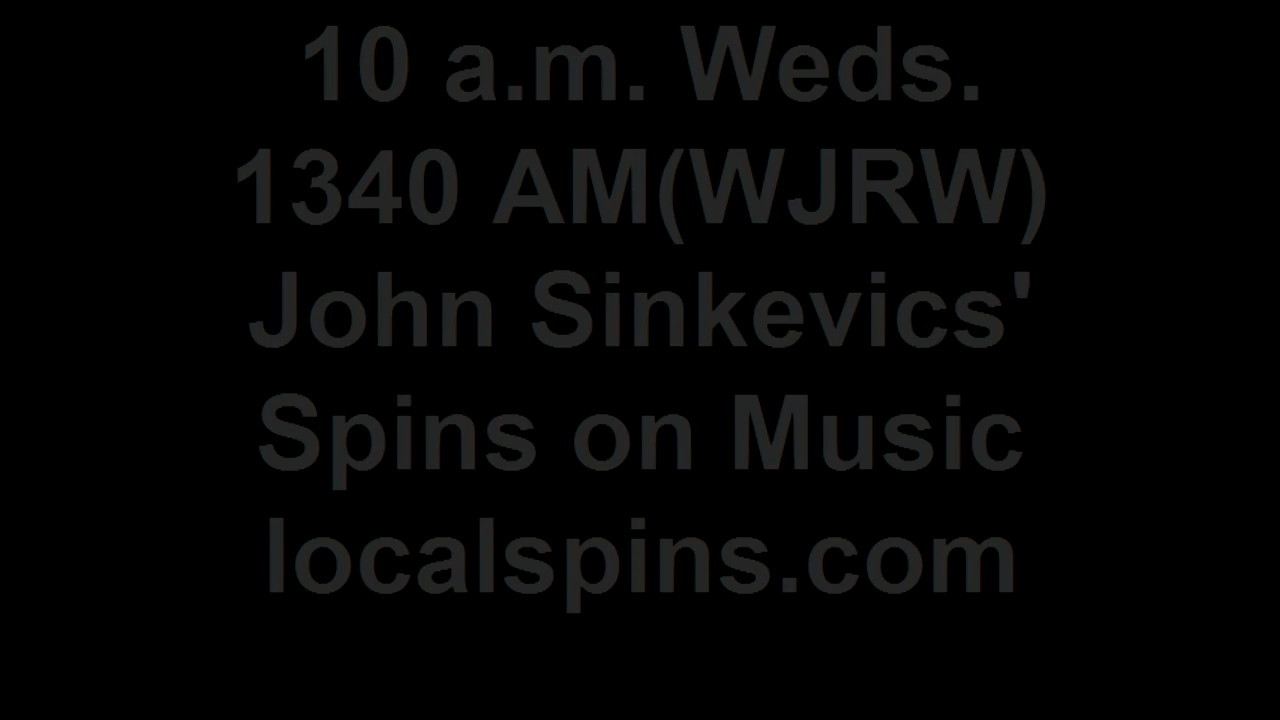 10 a.m. Weds.
1340 AM(WJRW)
John Sinkevics'
Spins on Music
localspins.com